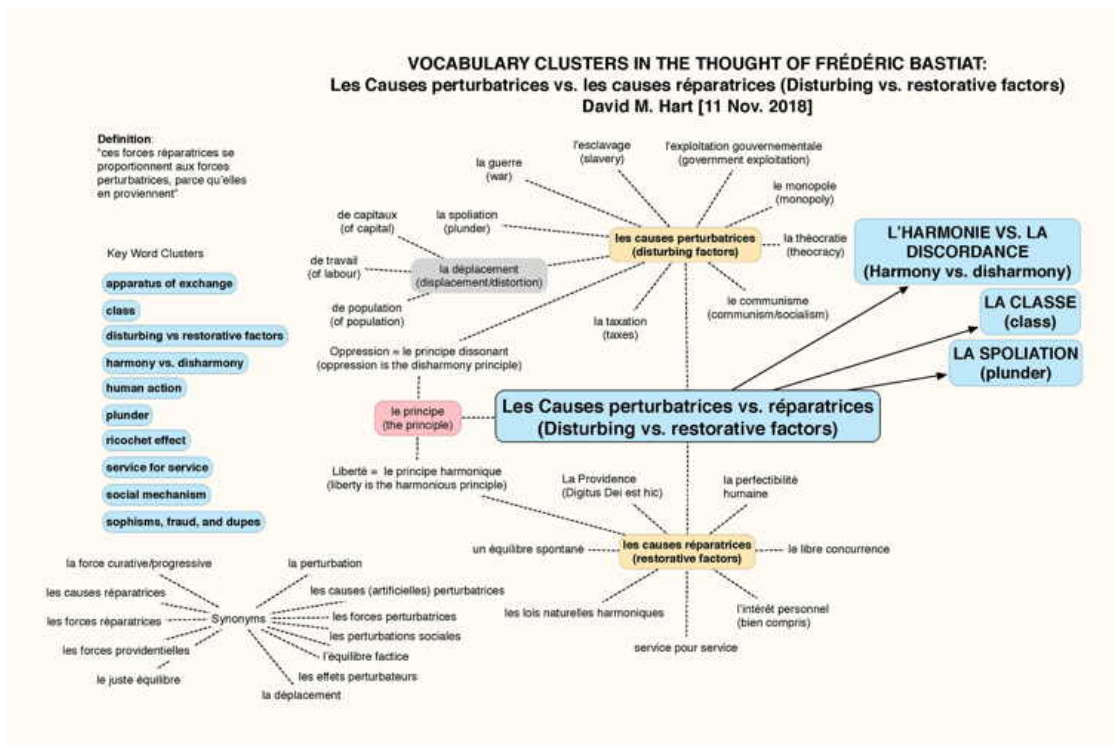 VOCABULARY CLUSTERS IN THE THOUGHT OF FRÉDÉRIC BASTIAT:
Les Causes perturbatrices vs. les causes réparatrices (Disturbing vs. restorative factors)
David M. Hart [11 Nov. 2018]
Definition:
"ces forces réparatrices se
proportionnent aux forces
perturbatrices, parce qu'elles
en proviennent"
Key Word Clusters
apparatus of exchange
class
disturbing vs restorative factors
harmony vs. disharmony
human action
plunder
ricochet effect
service for service
social mechanism
sophisms, fraud, and dupes
la guerre
(war)
l'esclavage
(slavery)
l'exploitation gouvernementale
(government exploitation)
le monopole
(monopoly)
la spoliation
(plunder)
les causes perturbatrices
(disturbing factors)
la théocratie
(theocracy)
de capitaux
(of capital)
de travail
(of labour)
de population
(of population)
la déplacement
(displacement/distortion)
la taxation
(taxes)
le communisme
(communism/socialism)
L'HARMONIE VS. LA
DISCORDANCE
(Harmony vs. disharmony)
LA CLASSE
(class)
LA SPOLIATION
(plunder)
Oppression = le principe dissonant
(oppression is the disharmony principle)
le principe
(the principle)
Les Causes perturbatrices vs. réparatrices
(Disturbing vs. restorative factors)
Liberté = le principe harmonique
(liberty is the harmonious principle)
La Providence
(Digitus Dei est hic)
la perfectibilité
humaine
un équilibre spontané
les causes réparatrices
(restorative factors)
le libre concurrence
les lois naturelles harmoniques
l'intérêt personnel
(bien compris)
service pour service
la force curative/progressive
les causes réparatrices
les forces réparatrices
les forces providentielles
le juste équilibre
Synonyms
la perturbation
les causes (artificielles) perturbatrices
les forces perturbatrices
les perturbations sociales
l'équilibre factice
les effets perturbateurs
la déplacement